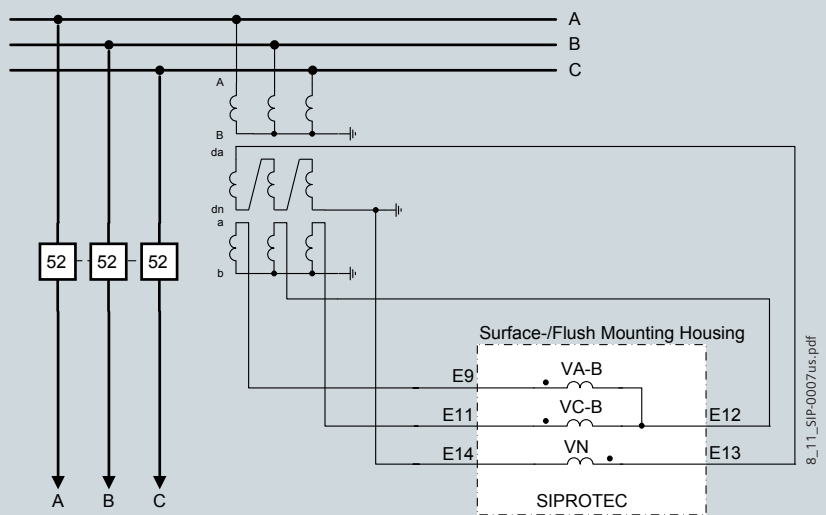 A
B
C
A
B
da
dn
a
b
52 52 52
Surface-/Flush Mounting Housing
E9 VA-B
E11 VC-B E12
E14 VN E13
SIPROTEC
A B C
8_11_SIP-0007us.pdf